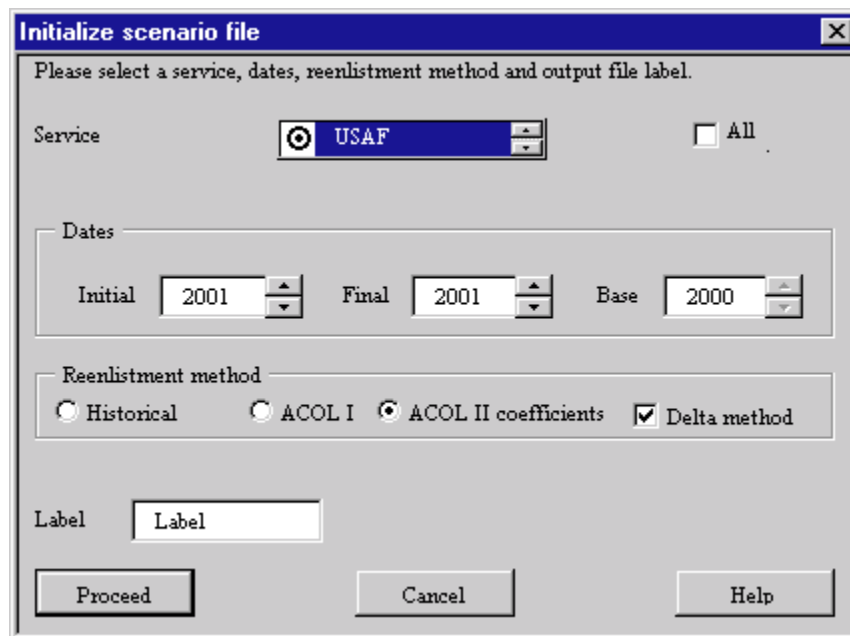 Initialize scenario file
Please select a service, dates, reenlistment method and output file label.
Service USAF All
Dates
Initial 2001 Final 2001 Base 2000
Reenlistment method
Historical ACOL I ACOL II coefficients Delta method
Label Label
Proceed Cancel Help